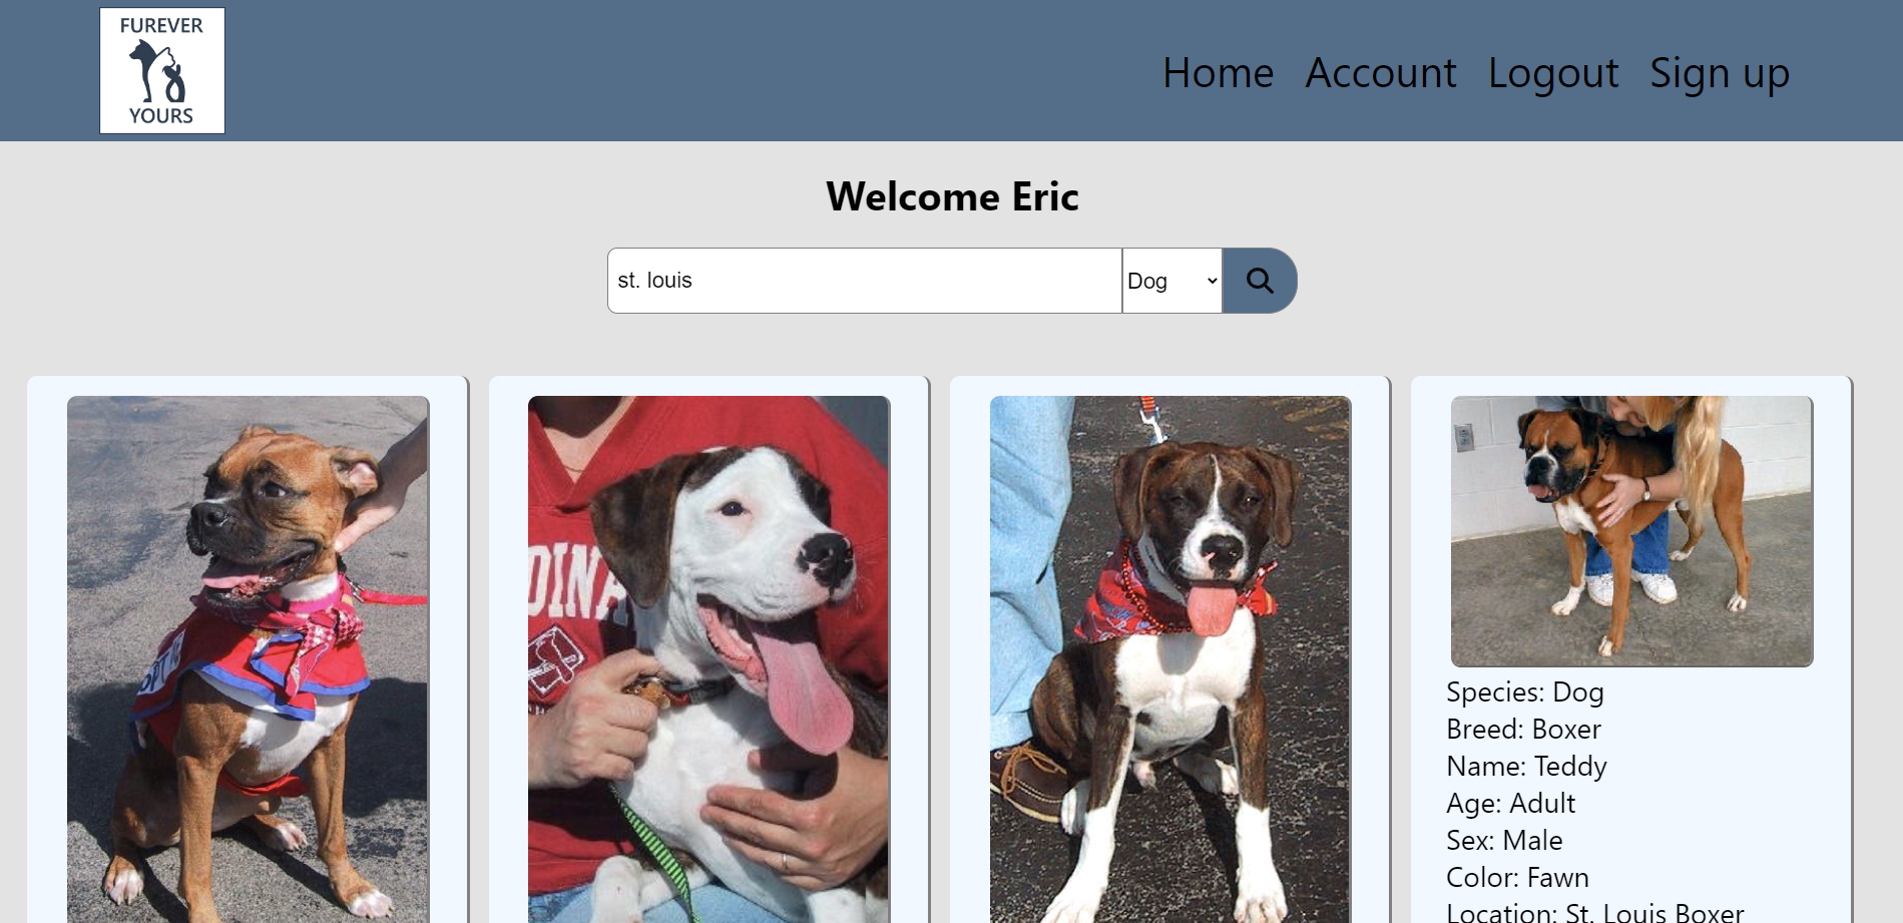 FUREVER
YOURS
Home Account Logout Sign up
Welcome Eric
st. louis
Dog
DINA
Species: Dog
Breed: Boxer
Name: Teddy
Age: Adult
Sex: Male
Color: Fawn
Location: St. Louis Boxer